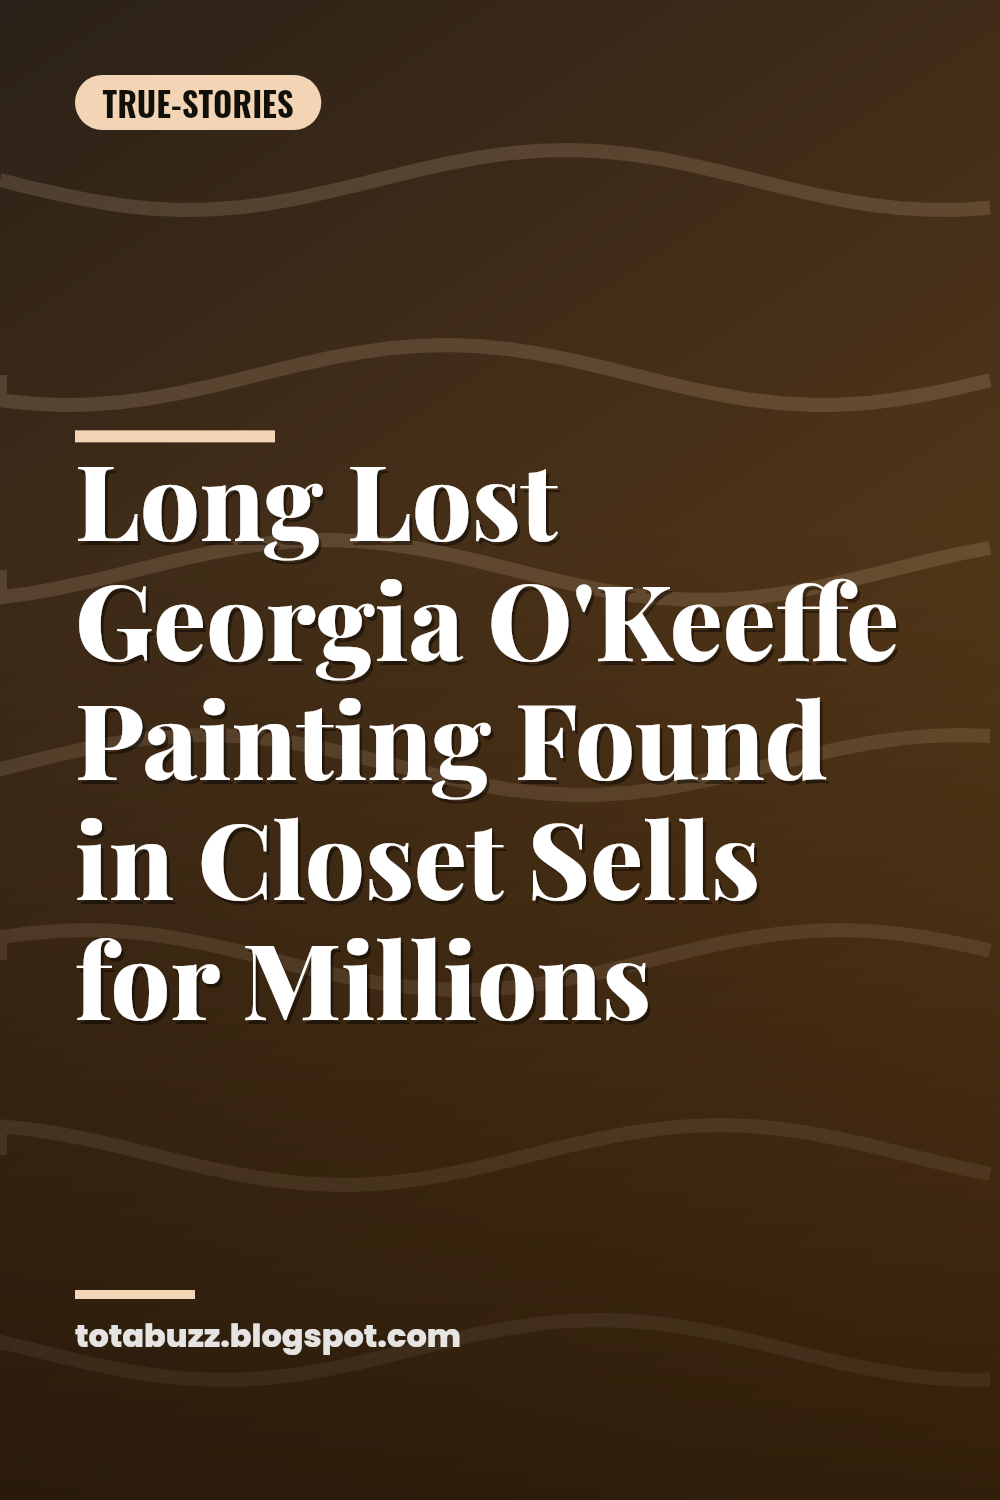 TRUE-STORIES
Long Lost
Georgia O'Keeffe
Painting Found
in Closet Sells
for Millions
totabuzz.blogspot.com